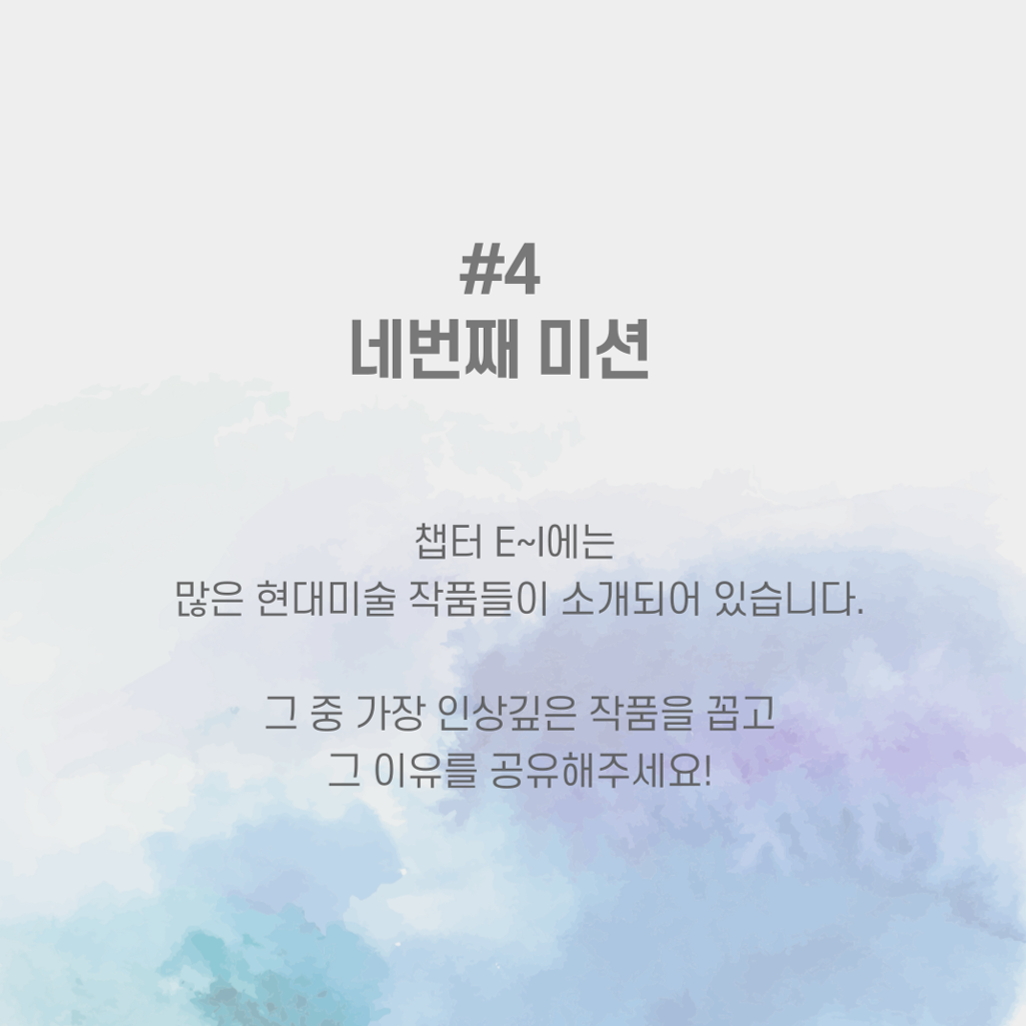 #4
네번째 미션
챕터 E~I에는
많은 현대미술 작품들이 소개되어 있습니다.
그 중 가장 인상깊은 작품을 꼽고
그 이유를 공유해주세요!